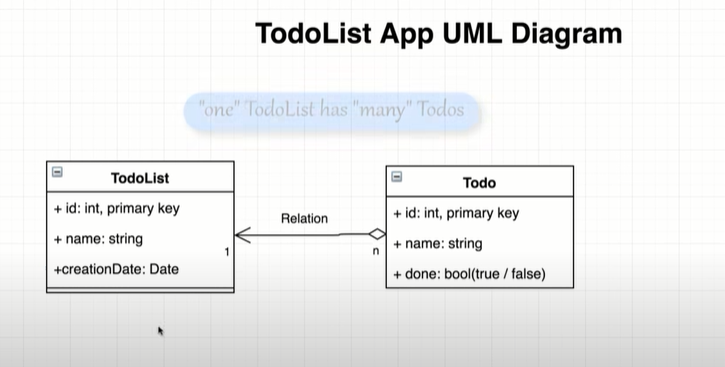 TodoList App UML Diagram
"one" TodoList has "many" Todos
TodoList
+ id: int, primary key
+ name: string
+creationDate: Date
Relation
1
n
Todo
+ id: int, primary key
+ name: string
+ done: bool(true / false)